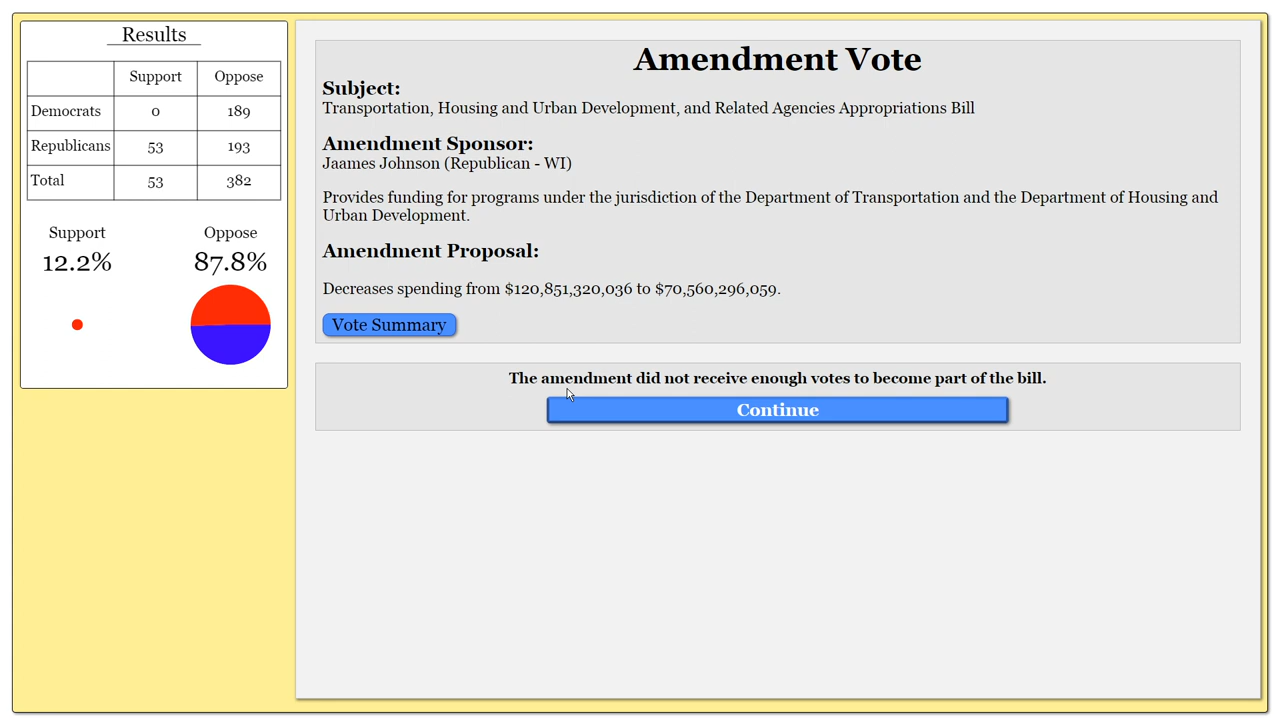 Results
Support Oppose
Democrats 0 189
Republicans 53 193
Total 53 382
Support Oppose
12.2% 87.8%
Amendment Vote
Subject:
Transportation, Housing and Urban Development, and Related Agencies Appropriations Bill
Amendment Sponsor:
Jaames Johnson (Republican - WI)
Provides funding for programs under the jurisdiction of the Department of Transportation and the Department of Housing and
Urban Development.
Amendment Proposal:
Decreases spending from $120,851,320,036 to $70,560,296,059.
Vote Summary
The amendment did not receive enough votes to become part of the bill.
Continue